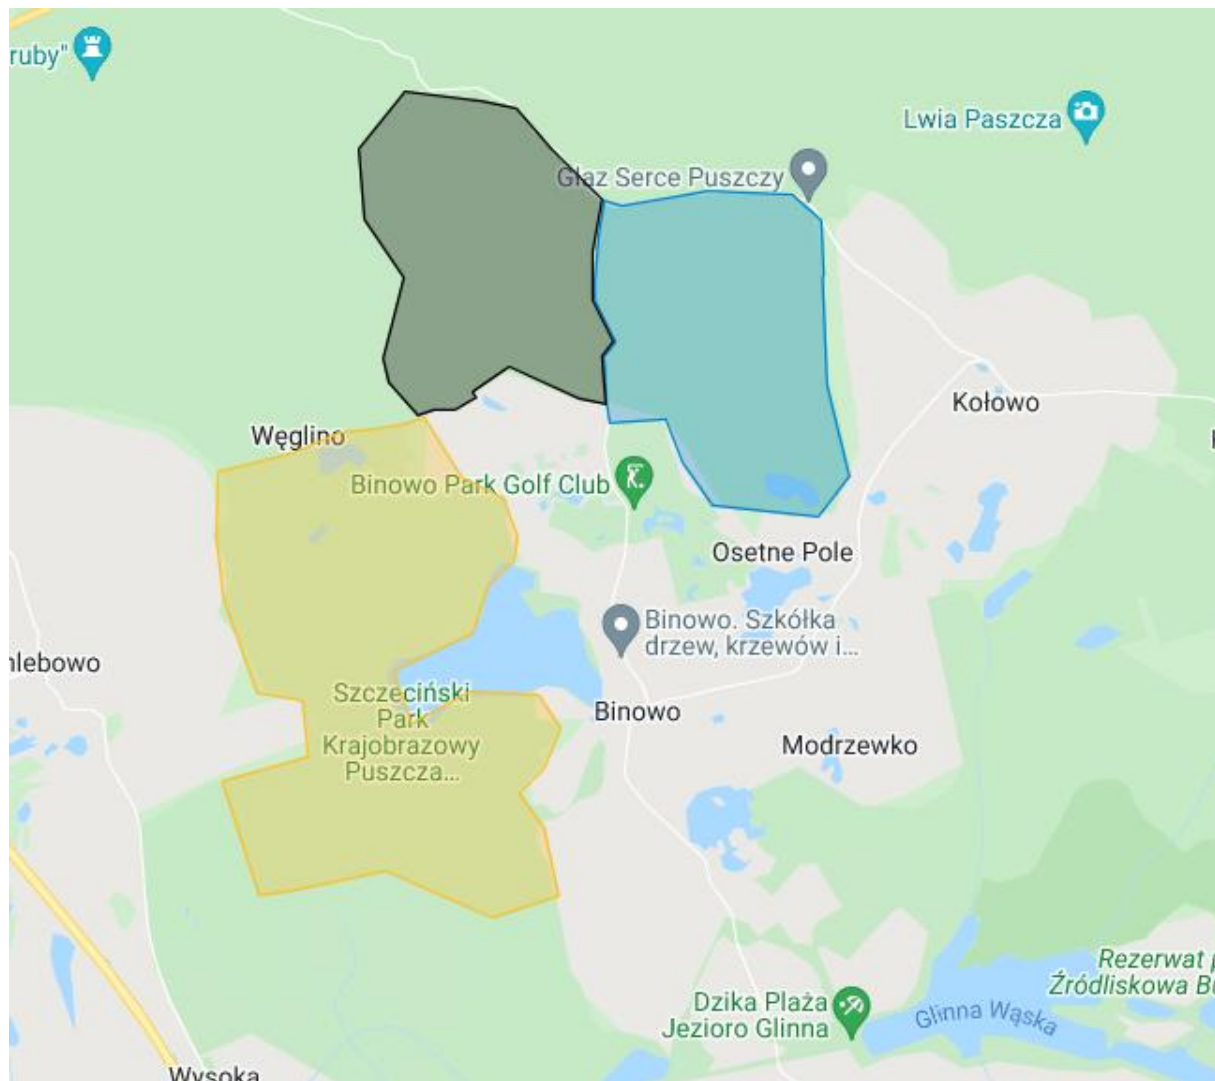 ruby"
Lwia Paszcza
Głaz Serce Puszczy
Kołowo
Węglino
Binowo Park Golf Club
Osetne Pole
Binowo. Szkółka
drzew, krzewów i...
hlebowo
Szczeciński
Park
Krajobrazowy
Puszcza...
Binowo
Modrzewko
Rezerwat
Źródliskowa
Dzika Plaża
Jezioro Glinna
Glinna Wąska
Wysoka